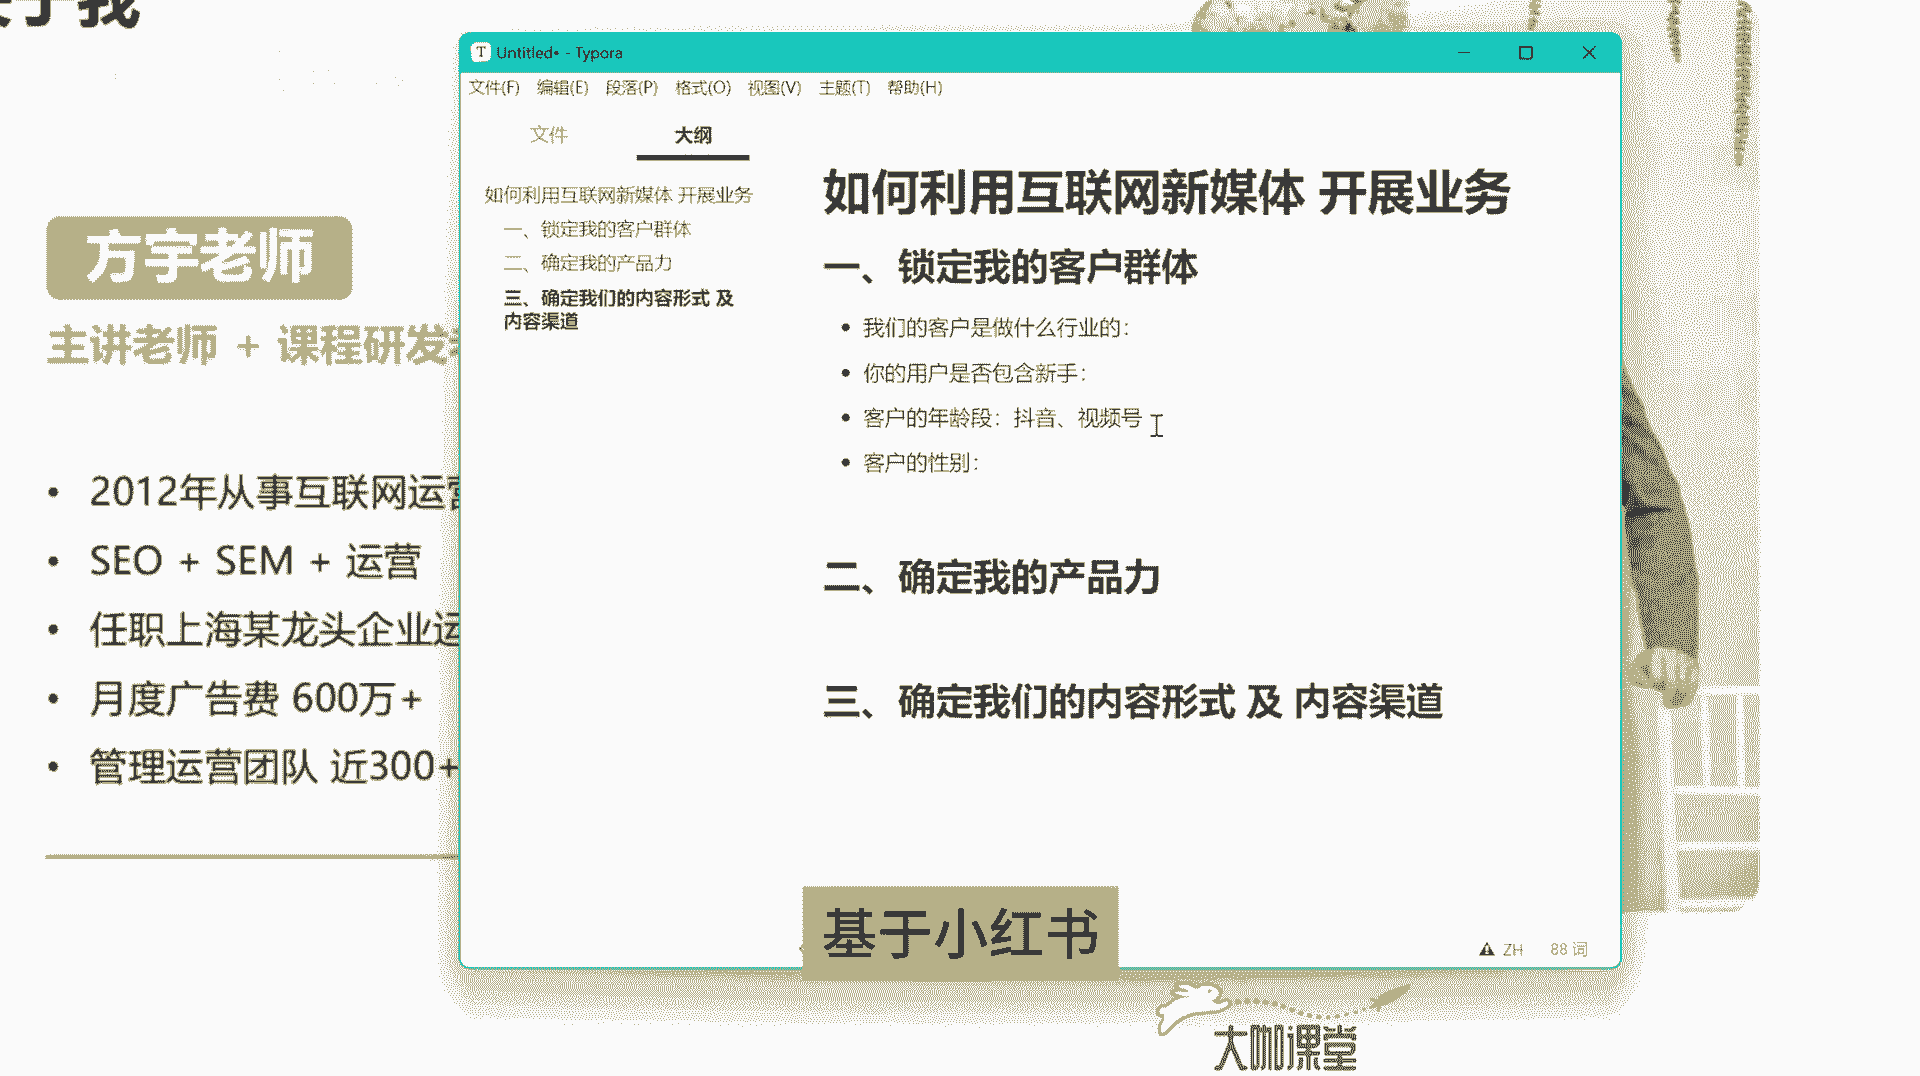 于我
方宇老师
主讲老师 + 课程研发
2012年从事互联网运营
SEO + SEM + 运营
任职上海某龙头企业运
月度广告费 600万+
管理运营团队 近300+
Untitled• - Typora
文件(F) 编辑(E) 段落(P) 格式(O) 视图(V) 主题(T) 帮助(H)
文件 大纲
如何利用互联网新媒体 开展业务
一、锁定我的客户群体
二、确定我的产品力
三、确定我们的内容形式 及
内容渠道
如何利用互联网新媒体 开展业务
一、锁定我的客户群体
我们的客户是做什么行业的：
你的用户是否包含新手：
客户的年龄段：抖音、视频号
客户的性别：
二、确定我的产品力
三、确定我们的内容形式 及 内容渠道
基于小红书
ZH 88 词
大咖课堂